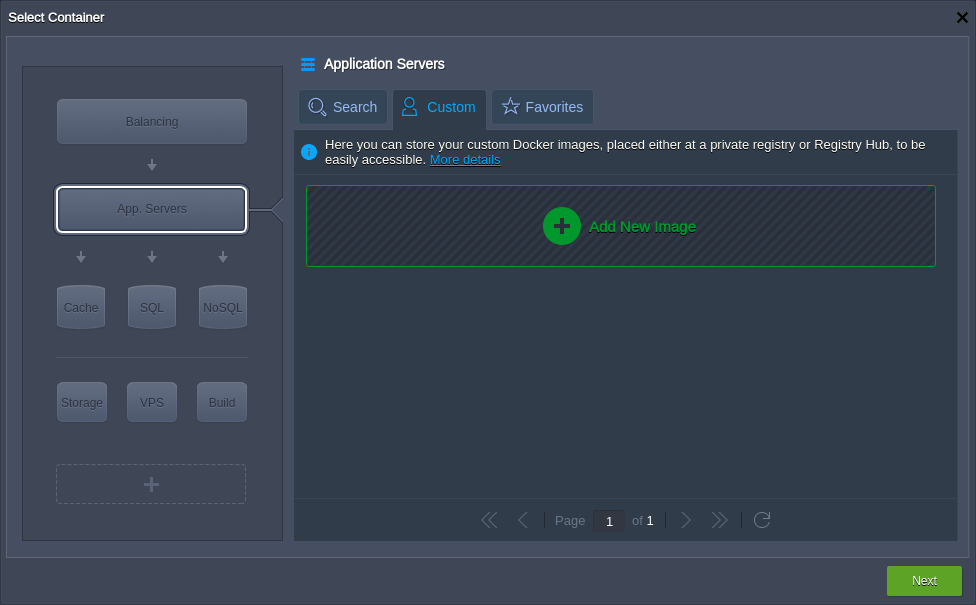 Select Container
Balancing
App. Servers
Cache
SQL
NoSQL
Storage
VPS
Build
Application Servers
Search
Custom
Favorites
Here you can store your custom Docker images, placed either at a private registry or Registry Hub, to be
easily accessible. More details
Add New Image
Page 1 of 1
Next